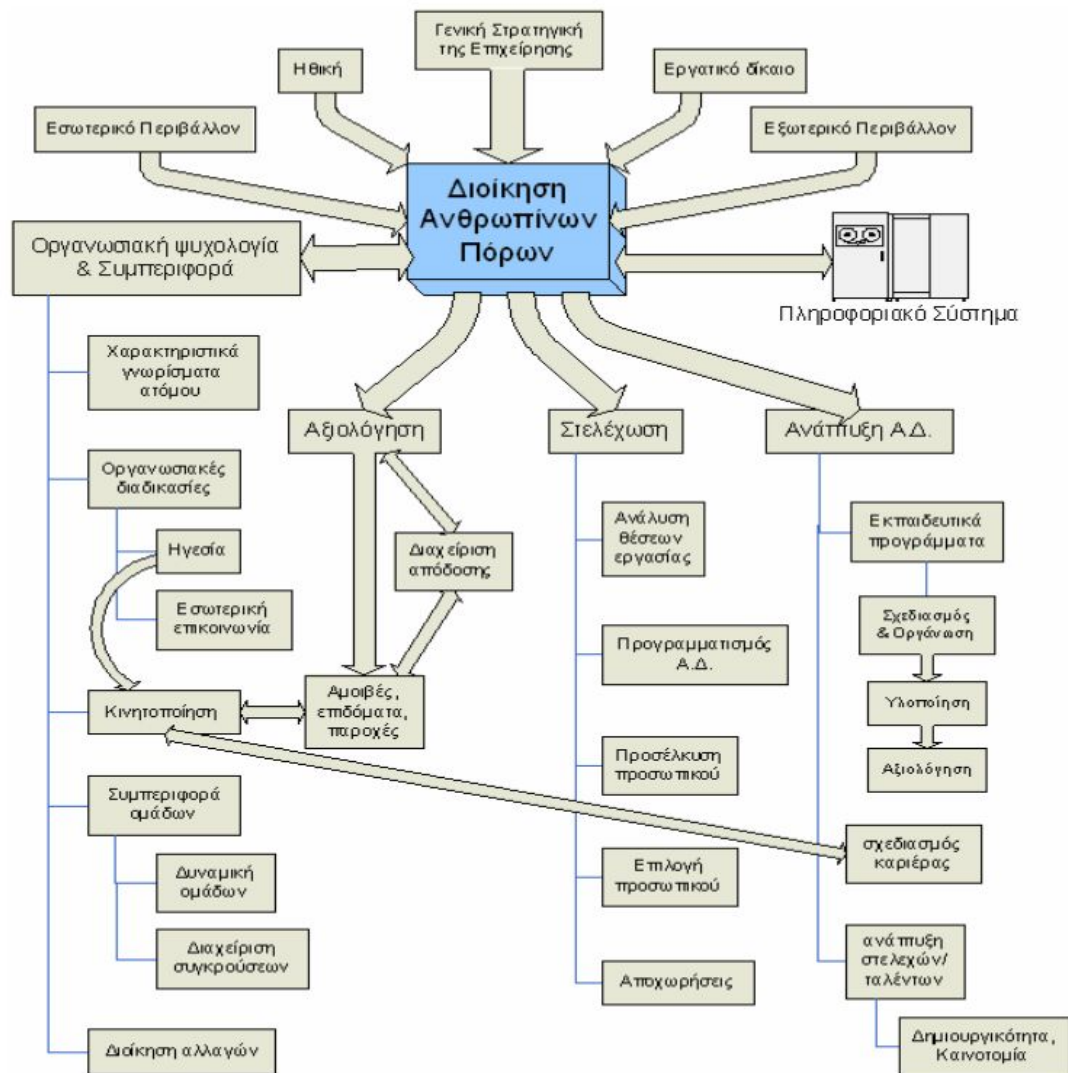 Γενική Στρατηγική
της Επιχείρησης
Ηθική
Εργατικό δίκαιο
Εσωτερικό Περιβάλλον
Εξωτερικό Περιβάλλον
Διοίκηση
Ανθρωπίνων
Πόρων
Οργανωσιακή ψυχολογία
& Συμπεριφορά
Πληροφοριακό Σύστημα
Χαρακτηριστικά
γνωρίσματα
ατόμου
Οργανωσιακές
διαδικασίες
Ηγεσία
Εσωτερική
επικοινωνία
Κινητοποίηση
Συμπεριφορά
ομάδων
Δυναμική
ομάδων
Διαχείριση
συγκρούσεων
Διοίκηση αλλαγών
Αξιολόγηση
Διαχείριση
απόδοσης
Αμοιβές,
επιδόματα,
παροχές
Στελέχωση
Ανάλυση
θέσεων
εργασίας
Προγραμματισμός
Α.Δ.
Προσέλκυση
προσωπικού
Επιλογή
προσωπικού
Αποχωρήσεις
Ανάπτυξη Α.Δ.
Εκπαιδευτικά
προγράμματα
Σχεδιασμός
& Οργάνωση
Υλοποίηση
Αξιολόγηση
σχεδιασμός
καριέρας
ανάπτυξη
στελεχών/
ταλέντων
Δημιουργικότητα,
Καινοτομία